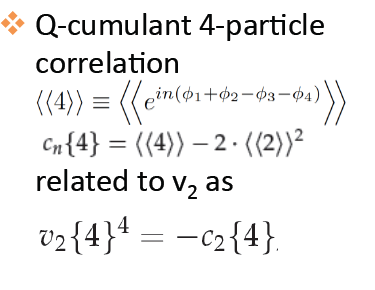 ❖ Q-cumulant 4-particle
correlation
⟨⟨4⟩⟩ ≡ ⟨⟨e^{in(ϕ₁+ϕ₂−ϕ₃−ϕ₄)}⟩⟩
cₙ{4} = ⟨⟨4⟩⟩ − 2 · ⟨⟨2⟩⟩²
related to v₂ as
v₂{4}⁴ = −c₂{4}.